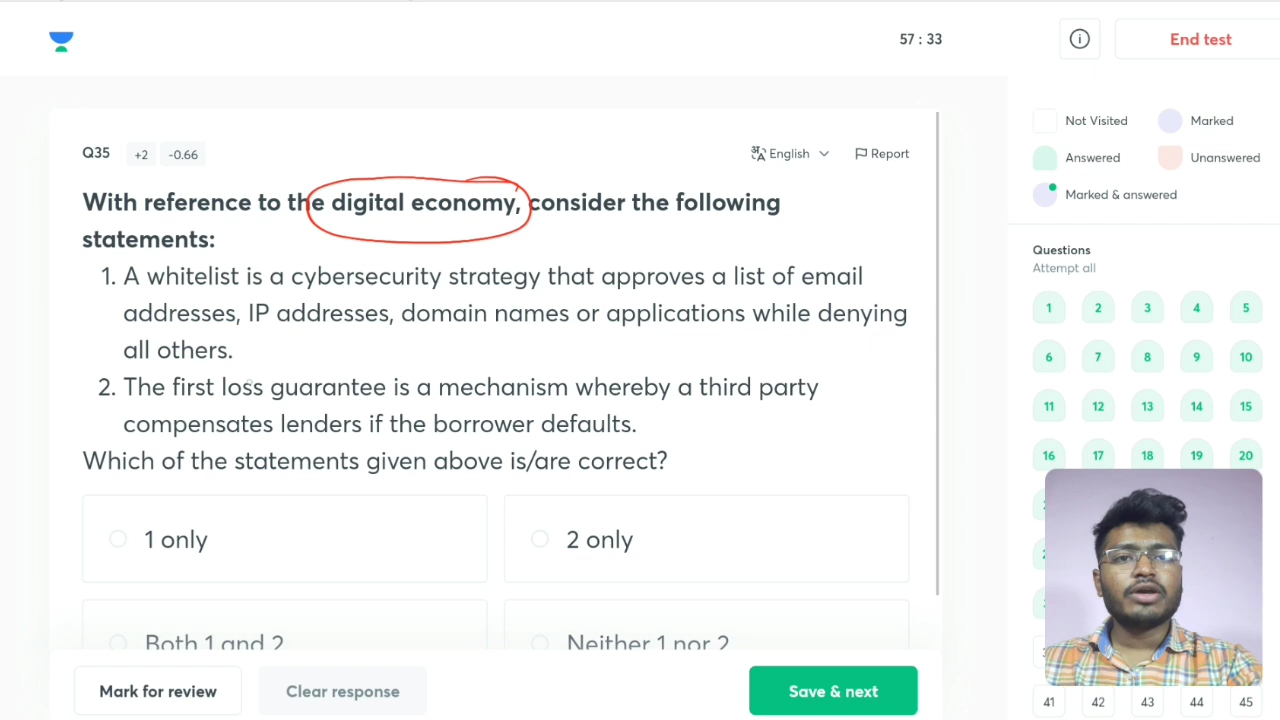 57 : 33
End test
Q35 +2 -0.66 English Report
With reference to the digital economy, consider the following
statements:
1. A whitelist is a cybersecurity strategy that approves a list of email
addresses, IP addresses, domain names or applications while denying
all others.
2. The first loss guarantee is a mechanism whereby a third party
compensates lenders if the borrower defaults.
Which of the statements given above is/are correct?
1 only
2 only
Both 1 and 2
Neither 1 nor 2
Mark for review
Clear response
Save & next
Not Visited
Marked
Answered
Unanswered
Marked & answered
Questions
Attempt all
1 2 3 4 5
6 7 8 9 10
11 12 13 14 15
16 17 18 19 20
41 42 43 44 45